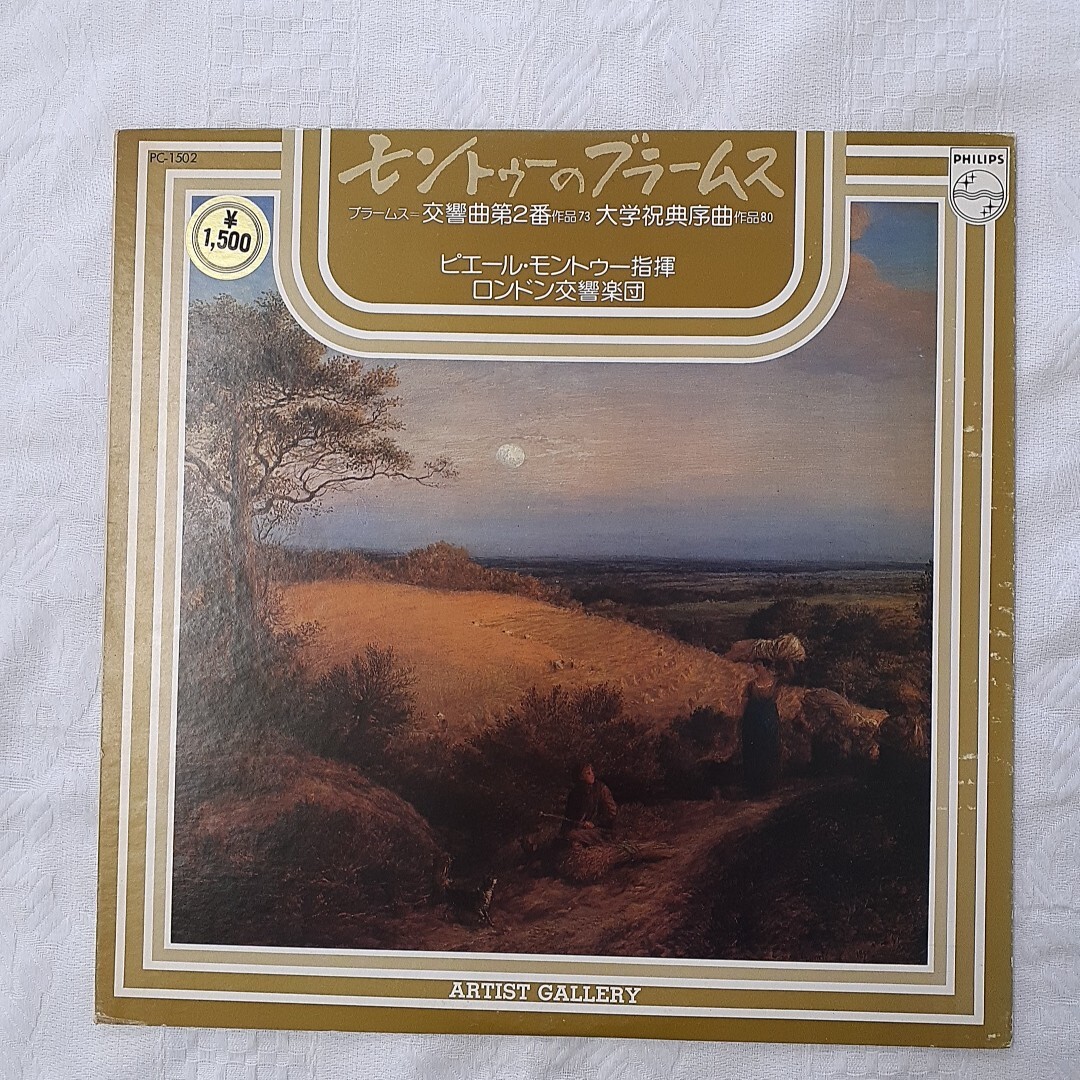 PC-1502
PHILIPS
モントゥーのブラームス
ブラームス=交響曲第2番作品73 大学祝典序曲作品80
¥
1,500
ピエール・モントゥー指揮
ロンドン交響楽団
ARTIST GALLERY